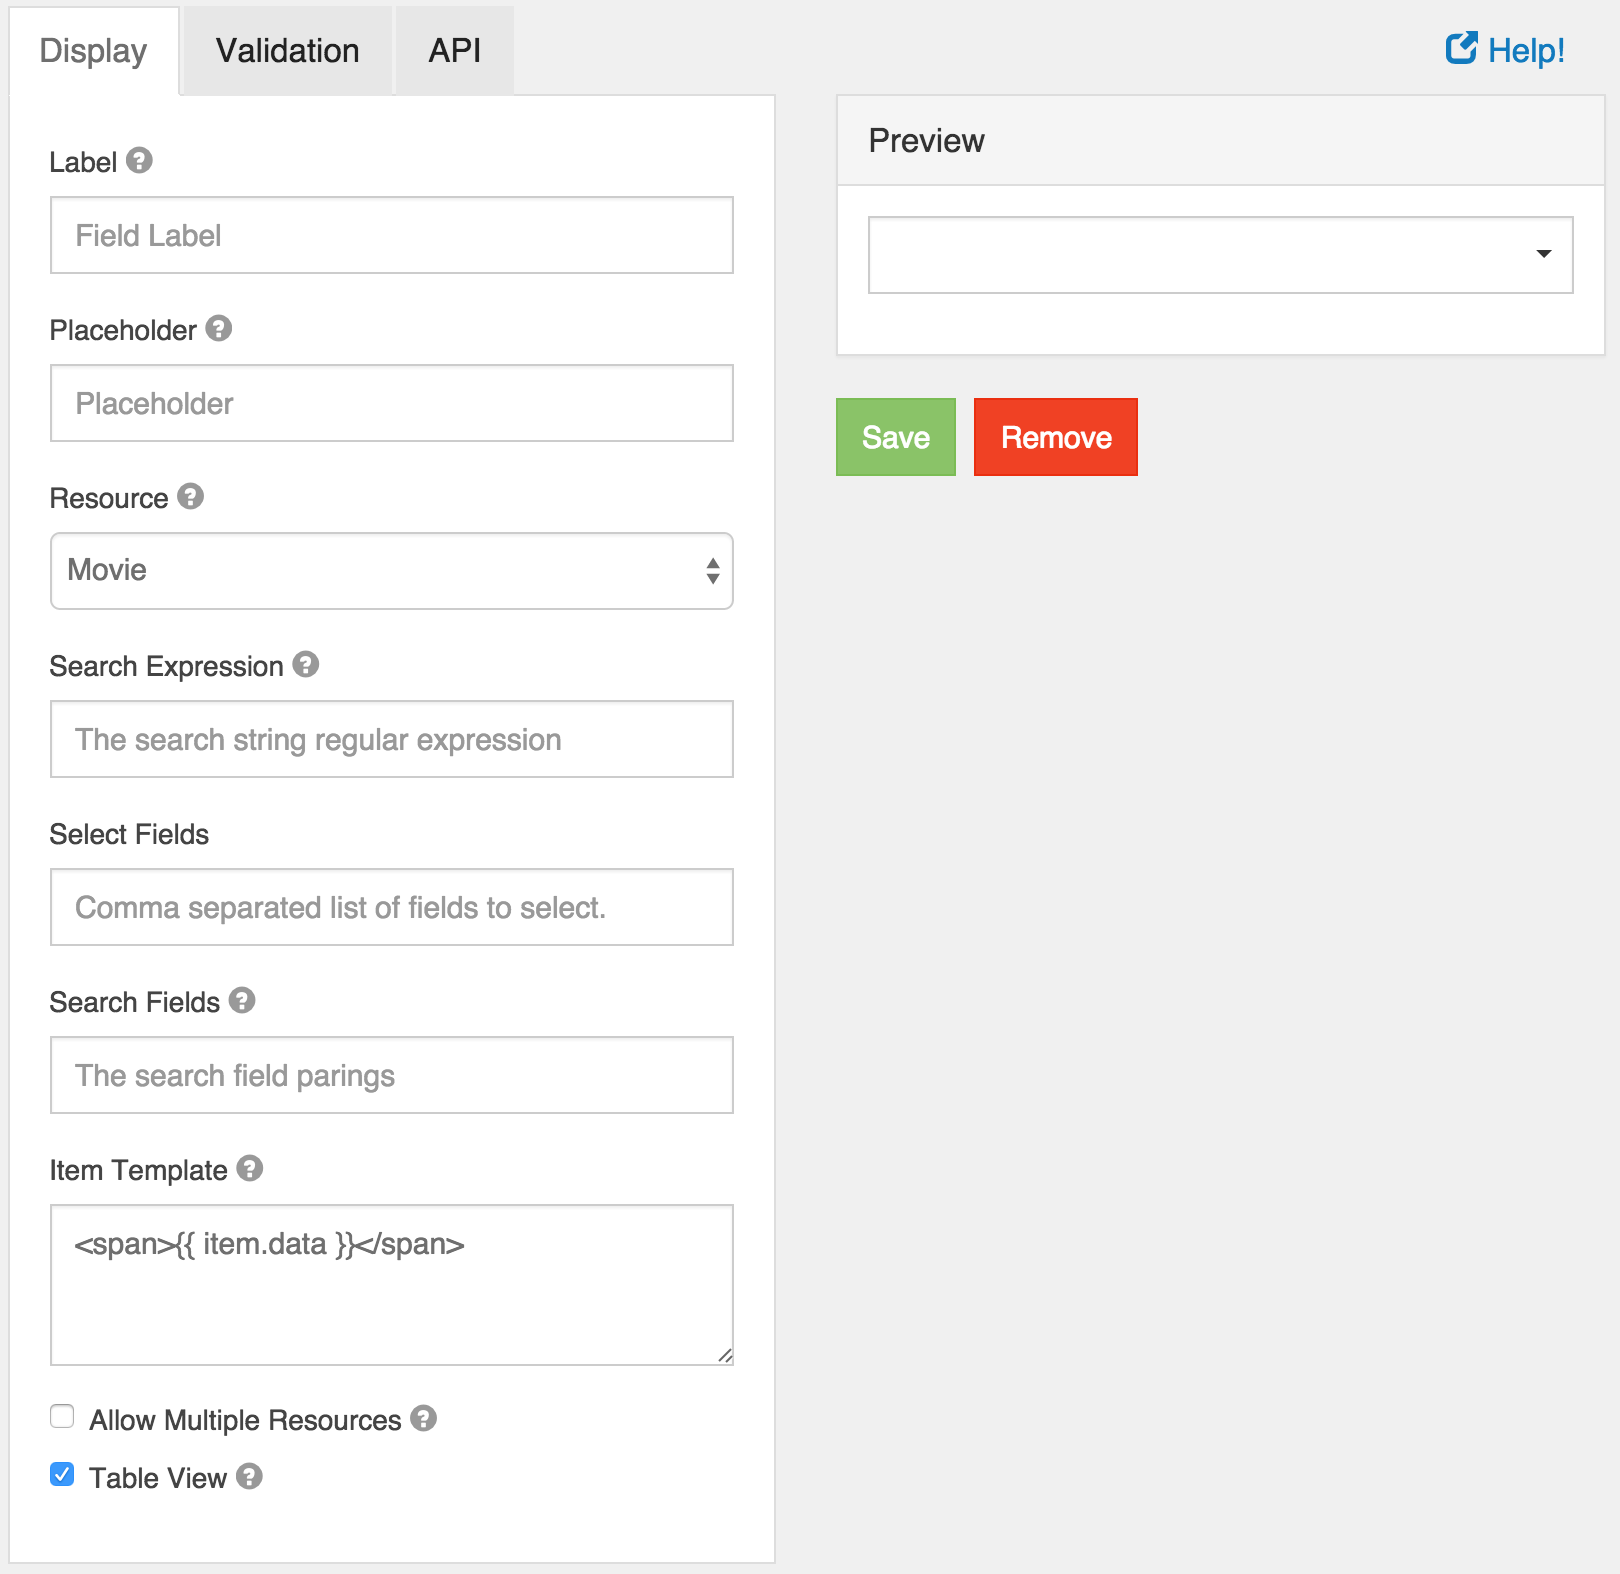 Display Validation API
Help!
Label
Field Label
Placeholder
Placeholder
Resource
Movie
Search Expression
The search string regular expression
Select Fields
Comma separated list of fields to select.
Search Fields
The search field parings
Item Template
<span>{{ item.data }}</span>
Allow Multiple Resources
Table View
Preview
Save Remove